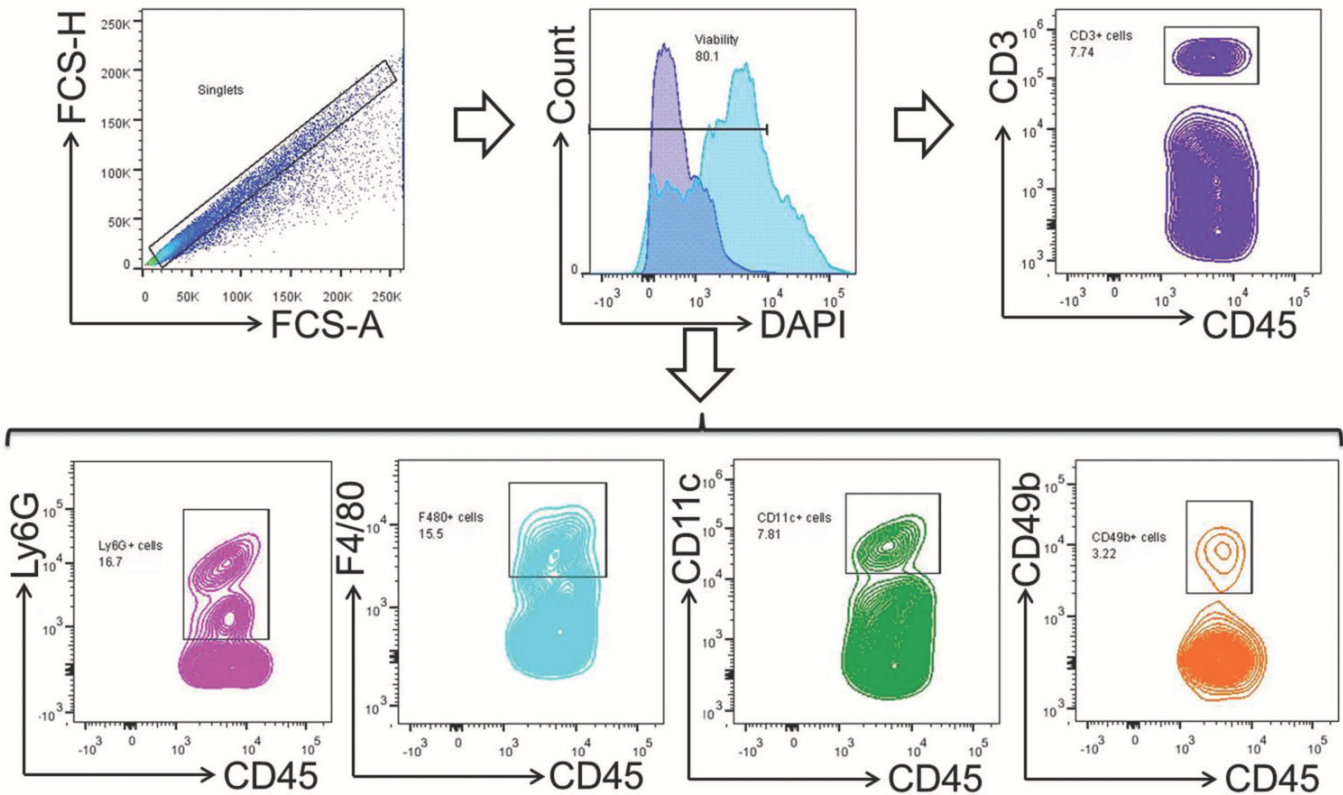 FCS-H
250K
200K
150K
100K
50K
0
Singlets
0 50K 100K 150K 200K 250K
FCS-A
Count
Viability
80.1
0
-10³ 0 10³ 10⁴ 10⁵
DAPI
CD3
10⁶
10⁵
10⁴
10³
-10³
CD3+ cells
7.74
10³ 10⁴ 10⁵
CD45
Ly6G
10⁵
10⁴
10³
-10³
Ly6G+ cells
16.7
-10³ 0 10³ 10⁴ 10⁵
CD45
F4/80
10⁴
10³
10³
F480+ cells
15.5
-10³ 0 10³ 10⁴ 10⁵
CD45
CD11c
10⁶
10⁵
10⁴
10³
10³
CD11c+ cells
7.81
-10³ 0 10³ 10⁴ 10⁵
CD45
CD49b
10⁵
10⁴
10³
10³
CD49b+ cells
3.22
-10³ 0 10³ 10⁴ 10⁵
CD45